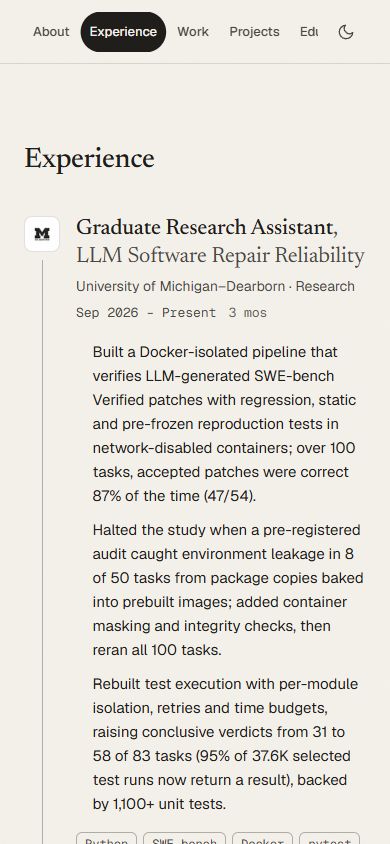 About Experience Work Projects Edu
Experience
M
Graduate Research Assistant,
LLM Software Repair Reliability
University of Michigan–Dearborn · Research
Sep 2026 – Present 3 mos
Built a Docker-isolated pipeline that
verifies LLM-generated SWE-bench
Verified patches with regression, static
and pre-frozen reproduction tests in
network-disabled containers; over 100
tasks, accepted patches were correct
87% of the time (47/54).
Halted the study when a pre-registered
audit caught environment leakage in 8
of 50 tasks from package copies baked
into prebuilt images; added container
masking and integrity checks, then
reran all 100 tasks.
Rebuilt test execution with per-module
isolation, retries and time budgets,
raising conclusive verdicts from 31 to
58 of 83 tasks (95% of 37.6K selected
test runs now return a result), backed
by 1,100+ unit tests.
Python SWE-bench Docker pytest